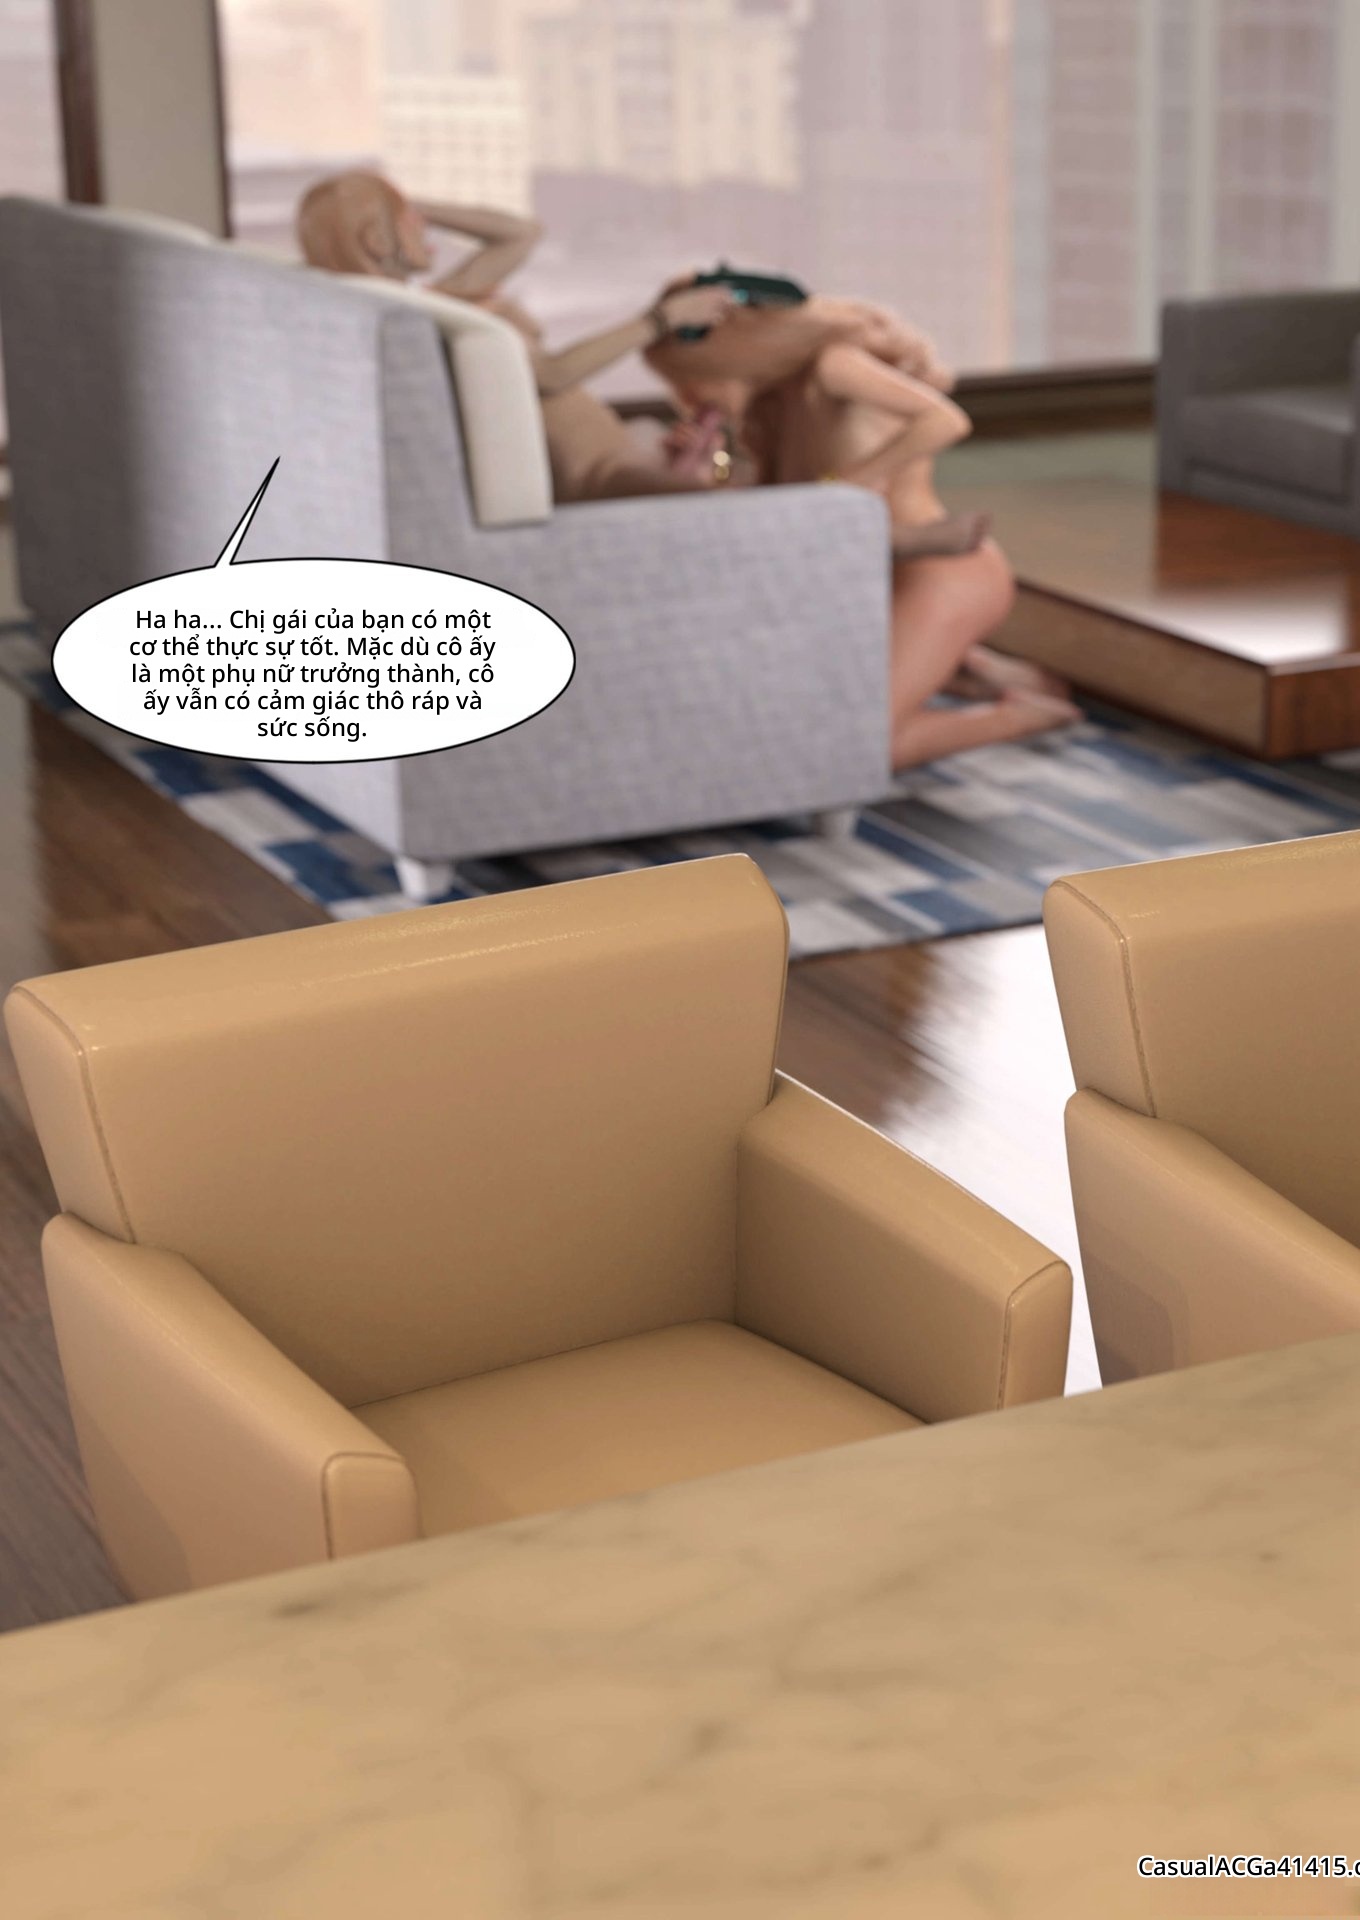 Ha ha... Chị gái của bạn có một
cơ thể thực sự tốt. Mặc dù cô ấy
là một phụ nữ trưởng thành, cô
ấy vẫn có cảm giác thô ráp và
sức sống.
CasualACGa41415.c